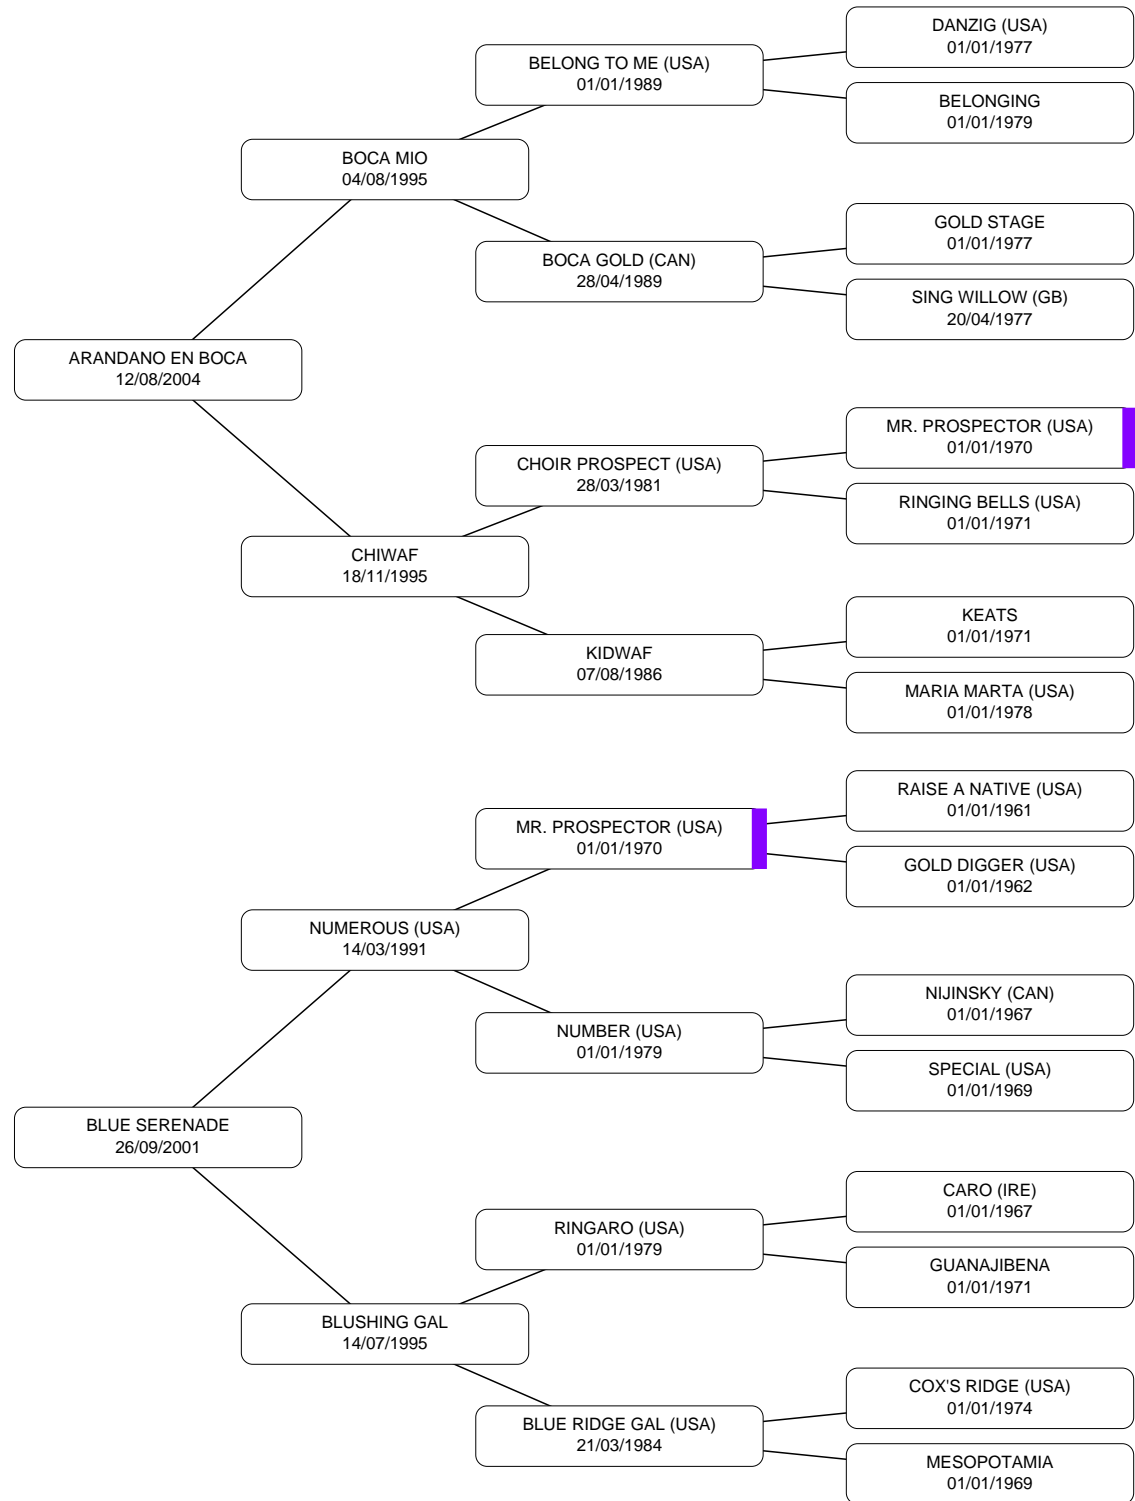 DANZIG (USA)
01/01/1977
BELONG TO ME (USA)
01/01/1989
BELONGING
01/01/1979
BOCA MIO
04/08/1995
GOLD STAGE
01/01/1977
BOCA GOLD (CAN)
28/04/1989
SING WILLOW (GB)
20/04/1977
ARANDANO EN BOCA
12/08/2004
MR. PROSPECTOR (USA)
01/01/1970
CHOIR PROSPECT (USA)
28/03/1981
RINGING BELLS (USA)
01/01/1971
CHIWAF
18/11/1995
KEATS
01/01/1971
KIDWAF
07/08/1986
MARIA MARTA (USA)
01/01/1978
RAISE A NATIVE (USA)
01/01/1961
MR. PROSPECTOR (USA)
01/01/1970
GOLD DIGGER (USA)
01/01/1962
NUMEROUS (USA)
14/03/1991
NIJINSKY (CAN)
01/01/1967
NUMBER (USA)
01/01/1979
SPECIAL (USA)
01/01/1969
BLUE SERENADE
26/09/2001
CARO (IRE)
01/01/1967
RINGARO (USA)
01/01/1979
GUANAJIBENA
01/01/1971
BLUSHING GAL
14/07/1995
COX'S RIDGE (USA)
01/01/1974
BLUE RIDGE GAL (USA)
21/03/1984
MESOPOTAMIA
01/01/1969